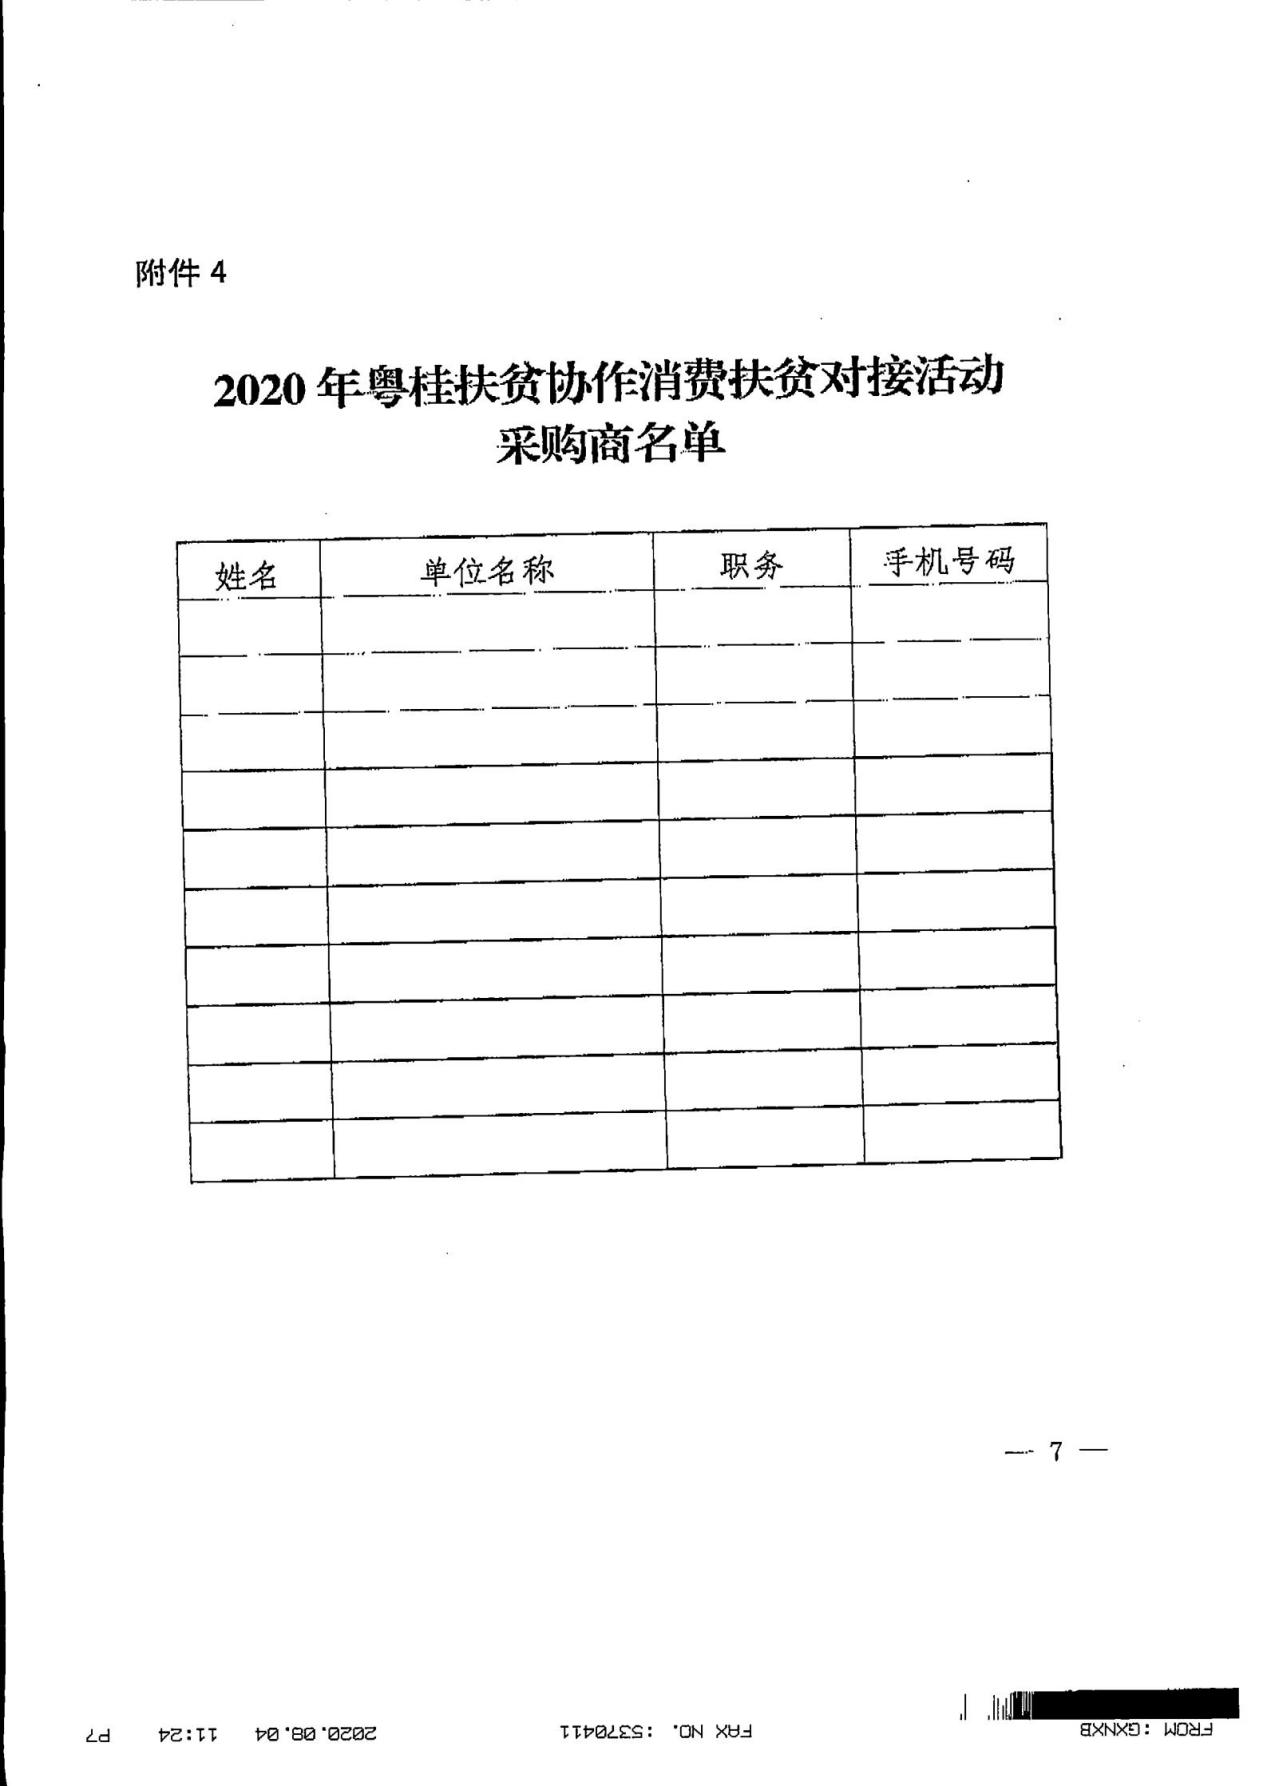 附件 4
2020 年粤桂扶贫协作消费扶贫对接活动
采购商名单
姓名 单位名称 职务 手机号码
— 7 —
FROM : GXNXB FAX NO. : 5370411 2020.08.04 11:24 P7